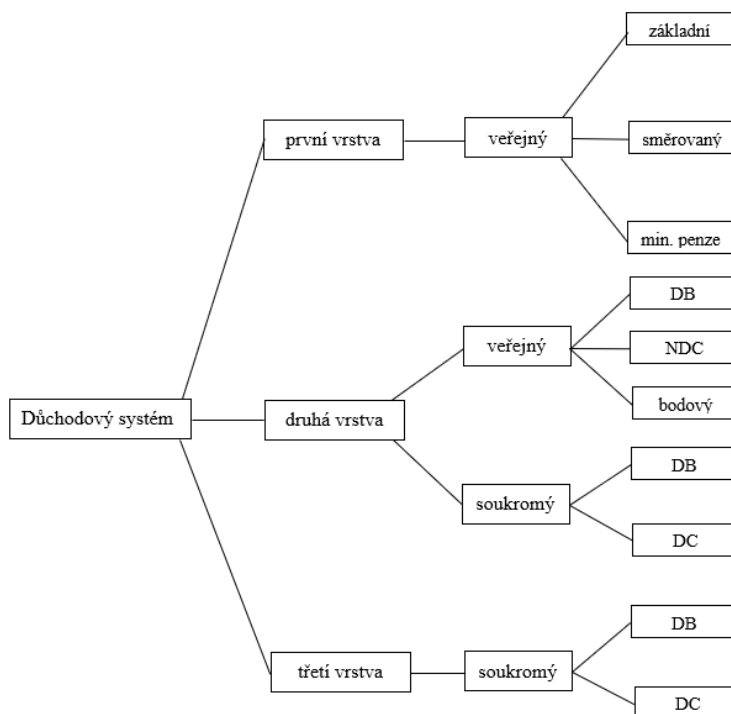 základní
první vrstva
veřejný
směrovaný
min. penze
DB
veřejný
NDC
bodový
Důchodový systém
druhá vrstva
DB
soukromý
DC
DB
třetí vrstva
soukromý
DC